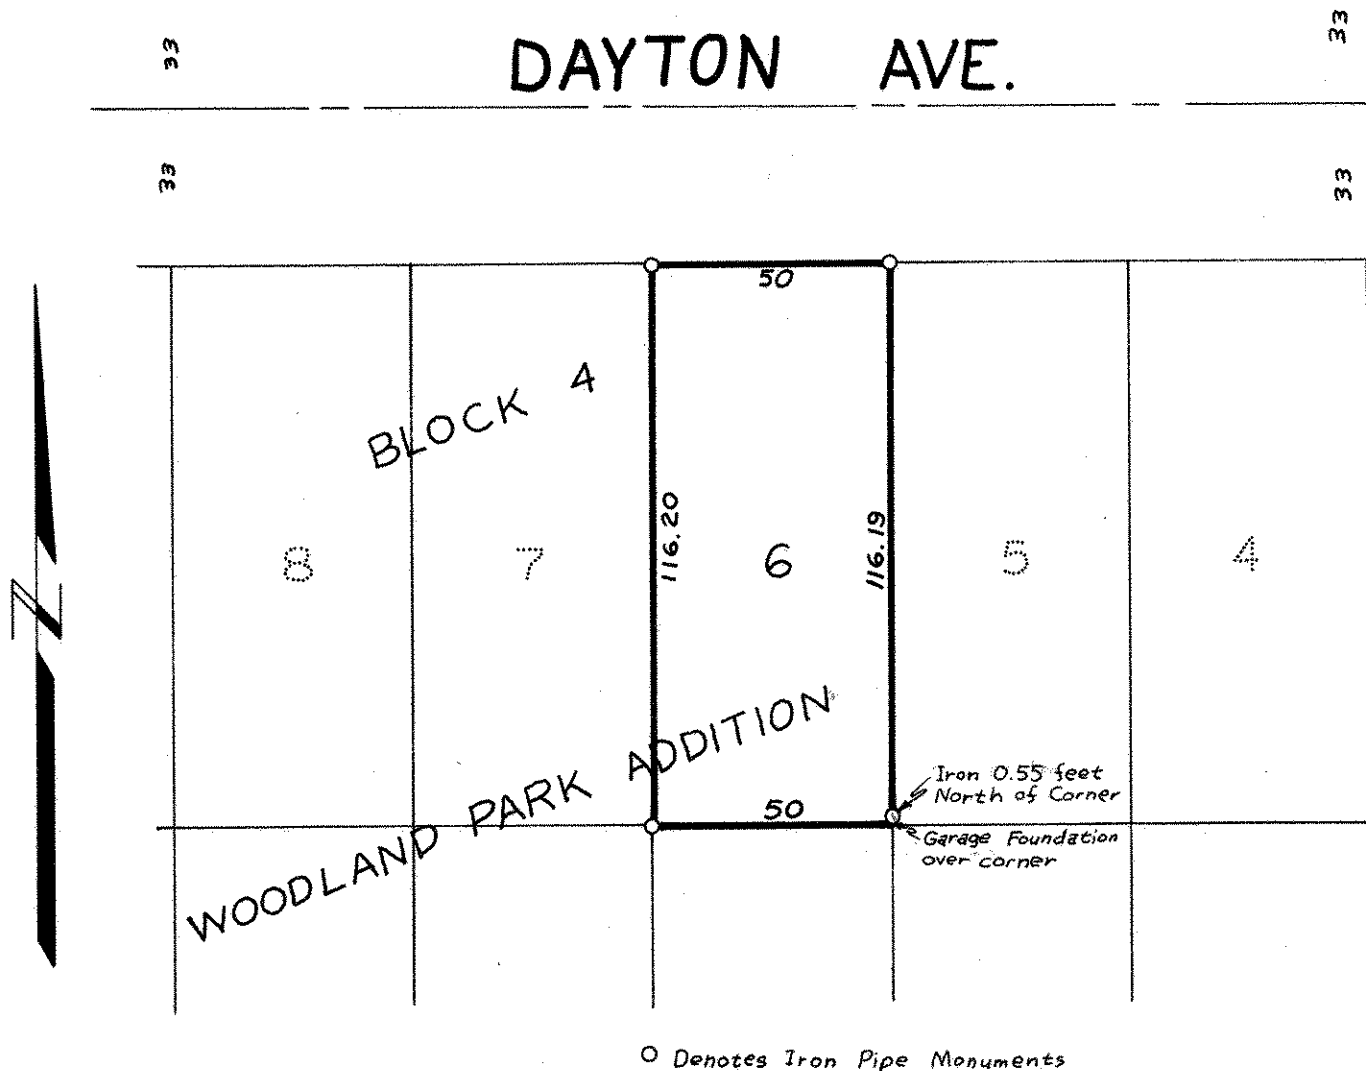 33
33
DAYTON AVE.
33
33
50
BLOCK 4
8
7
116.20
6
116.19
5
4
WOODLAND PARK ADDITION
Iron 0.55 feet
North of Corner
50
Garage Foundation
over corner
N
O Denotes Iron Pipe Monuments